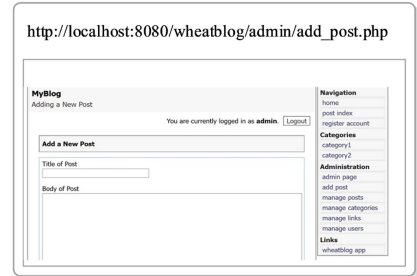 http://localhost:8080/wheatblog/admin/add_post.php
MyBlog
Adding a New Post
You are currently logged in as admin. Logout
Add a New Post
Title of Post
Body of Post
Navigation
home
post index
register account
Categories
category1
category2
Administration
admin page
add post
manage posts
manage categories
manage links
manage users
Links
wheatblog app